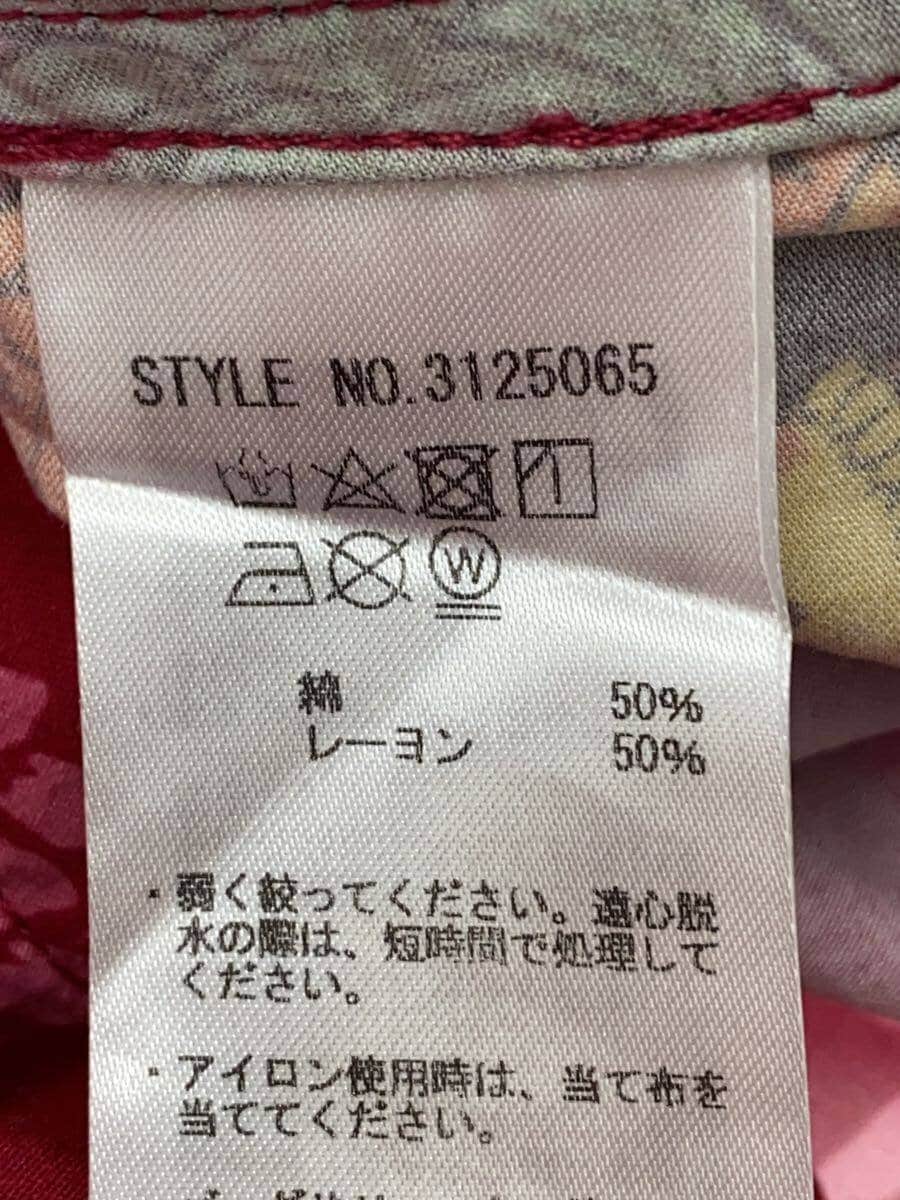 STYLE NO.3125065
W
綿 50%
レーヨン 50%
・弱く絞ってください。遠心脱
水の際は、短時間で処理して
ください。
・アイロン使用時は、当て布を
当ててください。